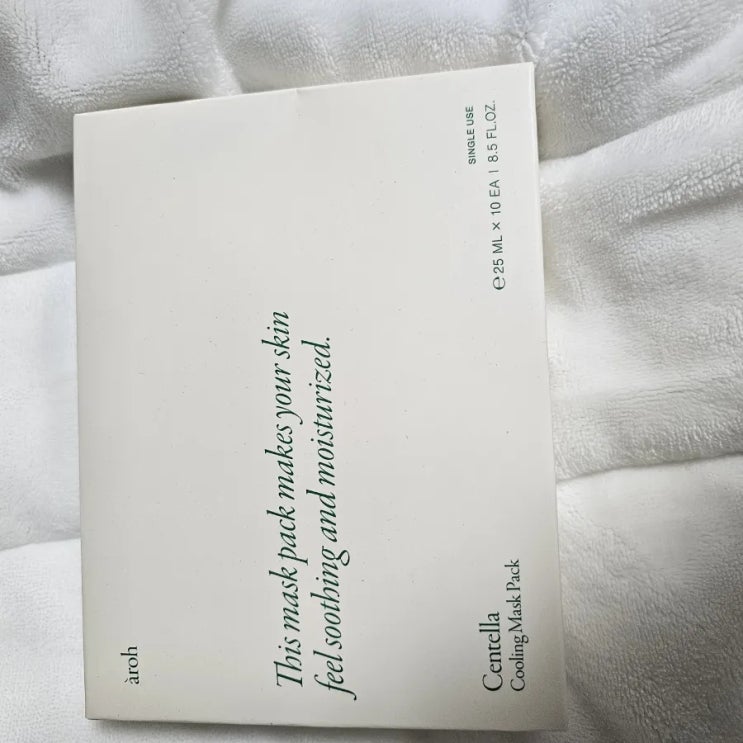 àroh
This mask pack makes your skin
feel soothing and moisturized.
Centella
Cooling Mask Pack
SINGLE USE
℮ 25 ML × 10 EA | 8.5 FL.OZ.